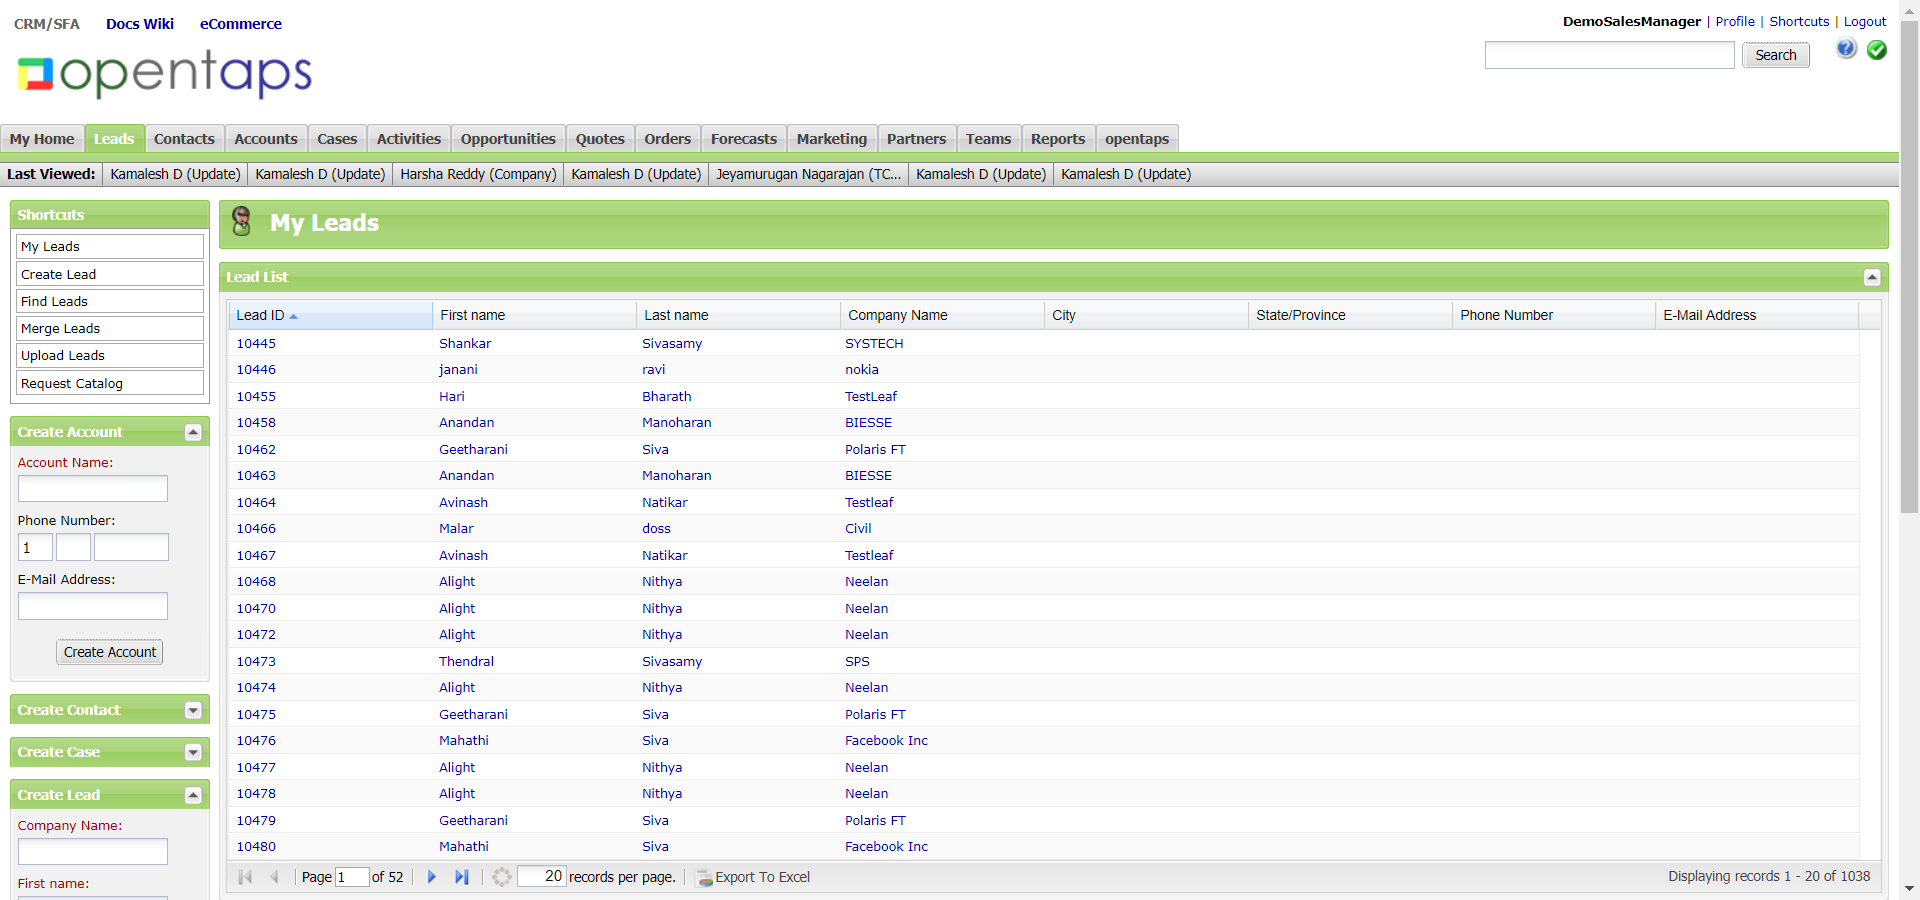 CRM/SFA Docs Wiki eCommerce
DemoSalesManager | Profile | Shortcuts | Logout
opentaps
Search
My Home Leads Contacts Accounts Cases Activities Opportunities Quotes Orders Forecasts Marketing Partners Teams Reports opentaps
Last Viewed: Kamalesh D (Update) Kamalesh D (Update) Harsha Reddy (Company) Kamalesh D (Update) Jeyamurugan Nagarajan (TC... Kamalesh D (Update) Kamalesh D (Update)
Shortcuts
My Leads
Create Lead
Find Leads
Merge Leads
Upload Leads
Request Catalog
Create Account
Account Name:
Phone Number:
1
E-Mail Address:
Create Account
Create Contact
Create Case
Create Lead
Company Name:
First name:
My Leads
Lead List
Lead ID First name Last name Company Name City State/Province Phone Number E-Mail Address
10445 Shankar Sivasamy SYSTECH
10446 janani ravi nokia
10455 Hari Bharath TestLeaf
10458 Anandan Manoharan BIESSE
10462 Geetharani Siva Polaris FT
10463 Anandan Manoharan BIESSE
10464 Avinash Natikar Testleaf
10466 Malar doss Civil
10467 Avinash Natikar Testleaf
10468 Alight Nithya Neelan
10470 Alight Nithya Neelan
10472 Alight Nithya Neelan
10473 Thendral Sivasamy SPS
10474 Alight Nithya Neelan
10475 Geetharani Siva Polaris FT
10476 Mahathi Siva Facebook Inc
10477 Alight Nithya Neelan
10478 Alight Nithya Neelan
10479 Geetharani Siva Polaris FT
10480 Mahathi Siva Facebook Inc
Page 1 of 52 20 records per page. Export To Excel Displaying records 1 - 20 of 1038